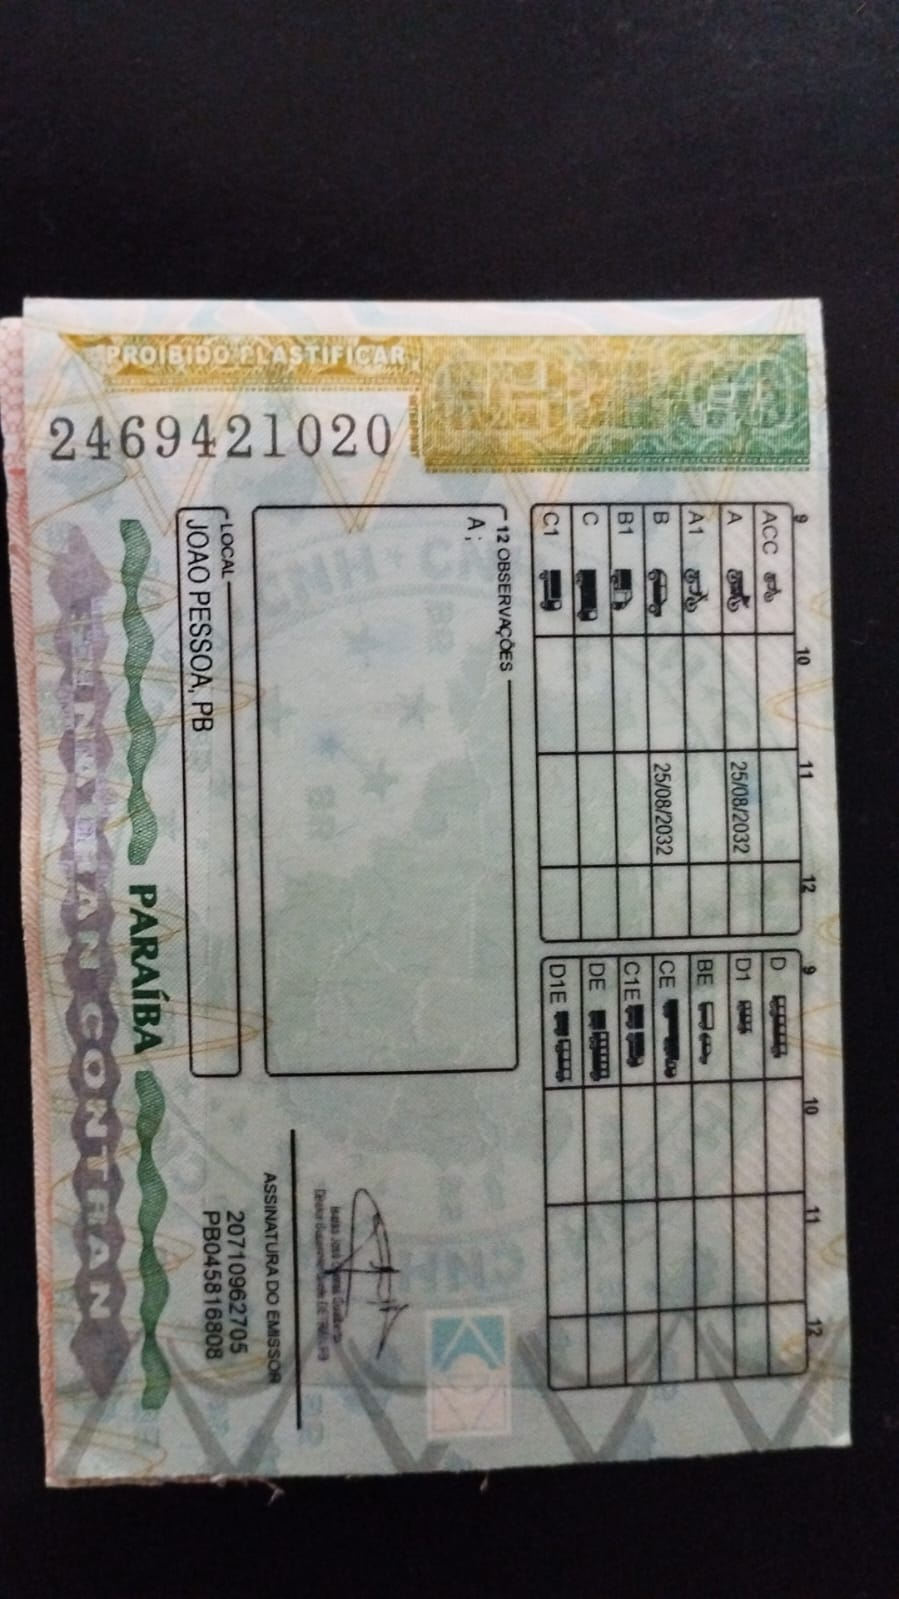 PROIBIDO PLASTIFICAR
2469421020
9 10 11 12
ACC
A 25/08/2032
A1
B 25/08/2032
B1
C
C1
9 10 11 12
D
D1
BE
CE
C1E
DE
D1E
12 OBSERVAÇÕES
A;
LOCAL
JOAO PESSOA, PB
ASSINATURA DO EMISSOR
20710962705
PB045816808
PARAÍBA
CONTRAN